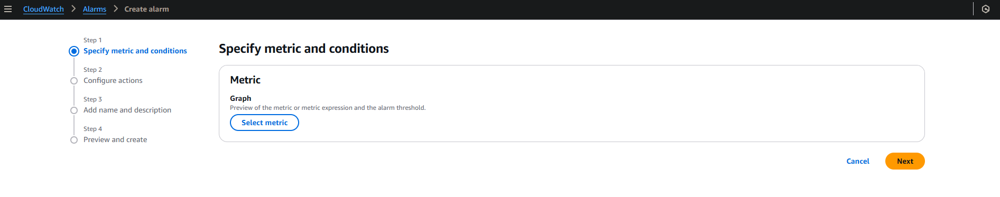 CloudWatch > Alarms > Create alarm
Step 1
Specify metric and conditions
Step 2
Configure actions
Step 3
Add name and description
Step 4
Preview and create
Specify metric and conditions
Metric
Graph
Preview of the metric or metric expression and the alarm threshold.
Select metric
Cancel Next